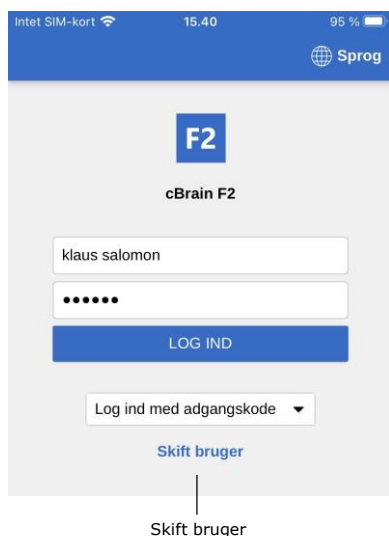 Intet SIM-kort 15.40 95 %
Sprog
F2
cBrain F2
klaus salomon
••••••
LOG IND
Log ind med adgangskode
Skift bruger
Skift bruger